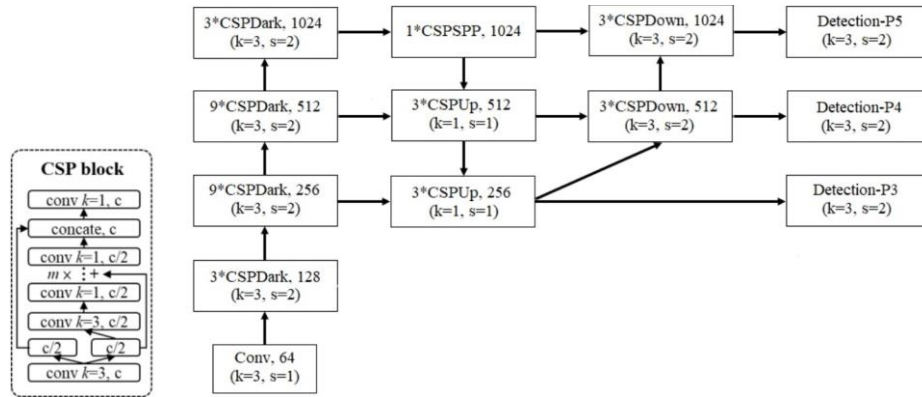 3*CSPDark, 1024
(k=3, s=2)
1*CSPSPP, 1024
3*CSPDown, 1024
(k=3, s=2)
Detection-P5
(k=3, s=2)
9*CSPDark, 512
(k=3, s=2)
3*CSPUp, 512
(k=1, s=1)
3*CSPDown, 512
(k=3, s=2)
Detection-P4
(k=3, s=2)
9*CSPDark, 256
(k=3, s=2)
3*CSPUp, 256
(k=1, s=1)
Detection-P3
(k=3, s=2)
3*CSPDark, 128
(k=3, s=2)
Conv, 64
(k=3, s=1)
CSP block
conv k=1, c
concate, c
conv k=1, c/2
m × ⋮ +
conv k=1, c/2
conv k=3, c/2
c/2 c/2
conv k=3, c